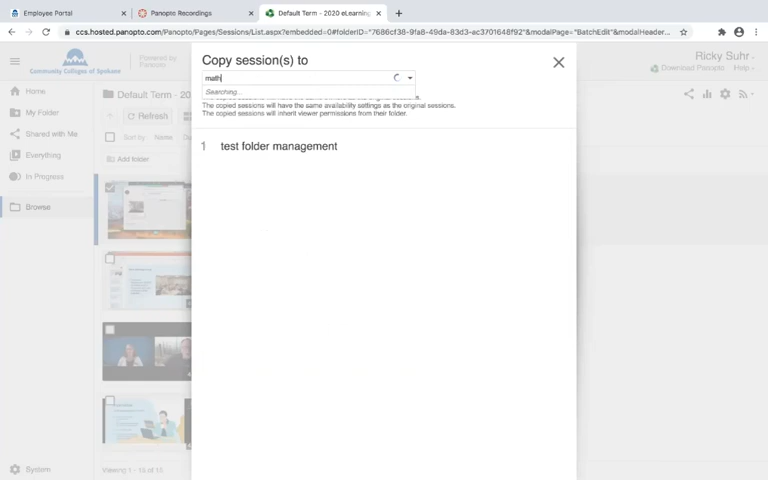 Employee Portal
Panopto Recordings
Default Term - 2020 eLearning
ccs.hosted.panopto.com/Panopto/Pages/Sessions/List.aspx?embedded=0#folderID="7686cf38-9fa8-49da-83d3-ac3701648f92"&modalPage="BatchEdit"&modalHeader...
Community Colleges of Spokane
Powered by
Panopto
Ricky Suhr
Download Panopto
Help
Home
My Folder
Shared with Me
Everything
In Progress
Browse
System
Default Term - 20
Refresh
Sort by: Name
Du
Add folder
Viewing 1 - 15 of 15
Copy session(s) to
math
Searching...
The copied sessions will have the same availability settings as the original sessions.
The copied sessions will inherit viewer permissions from their folder.
1 test folder management